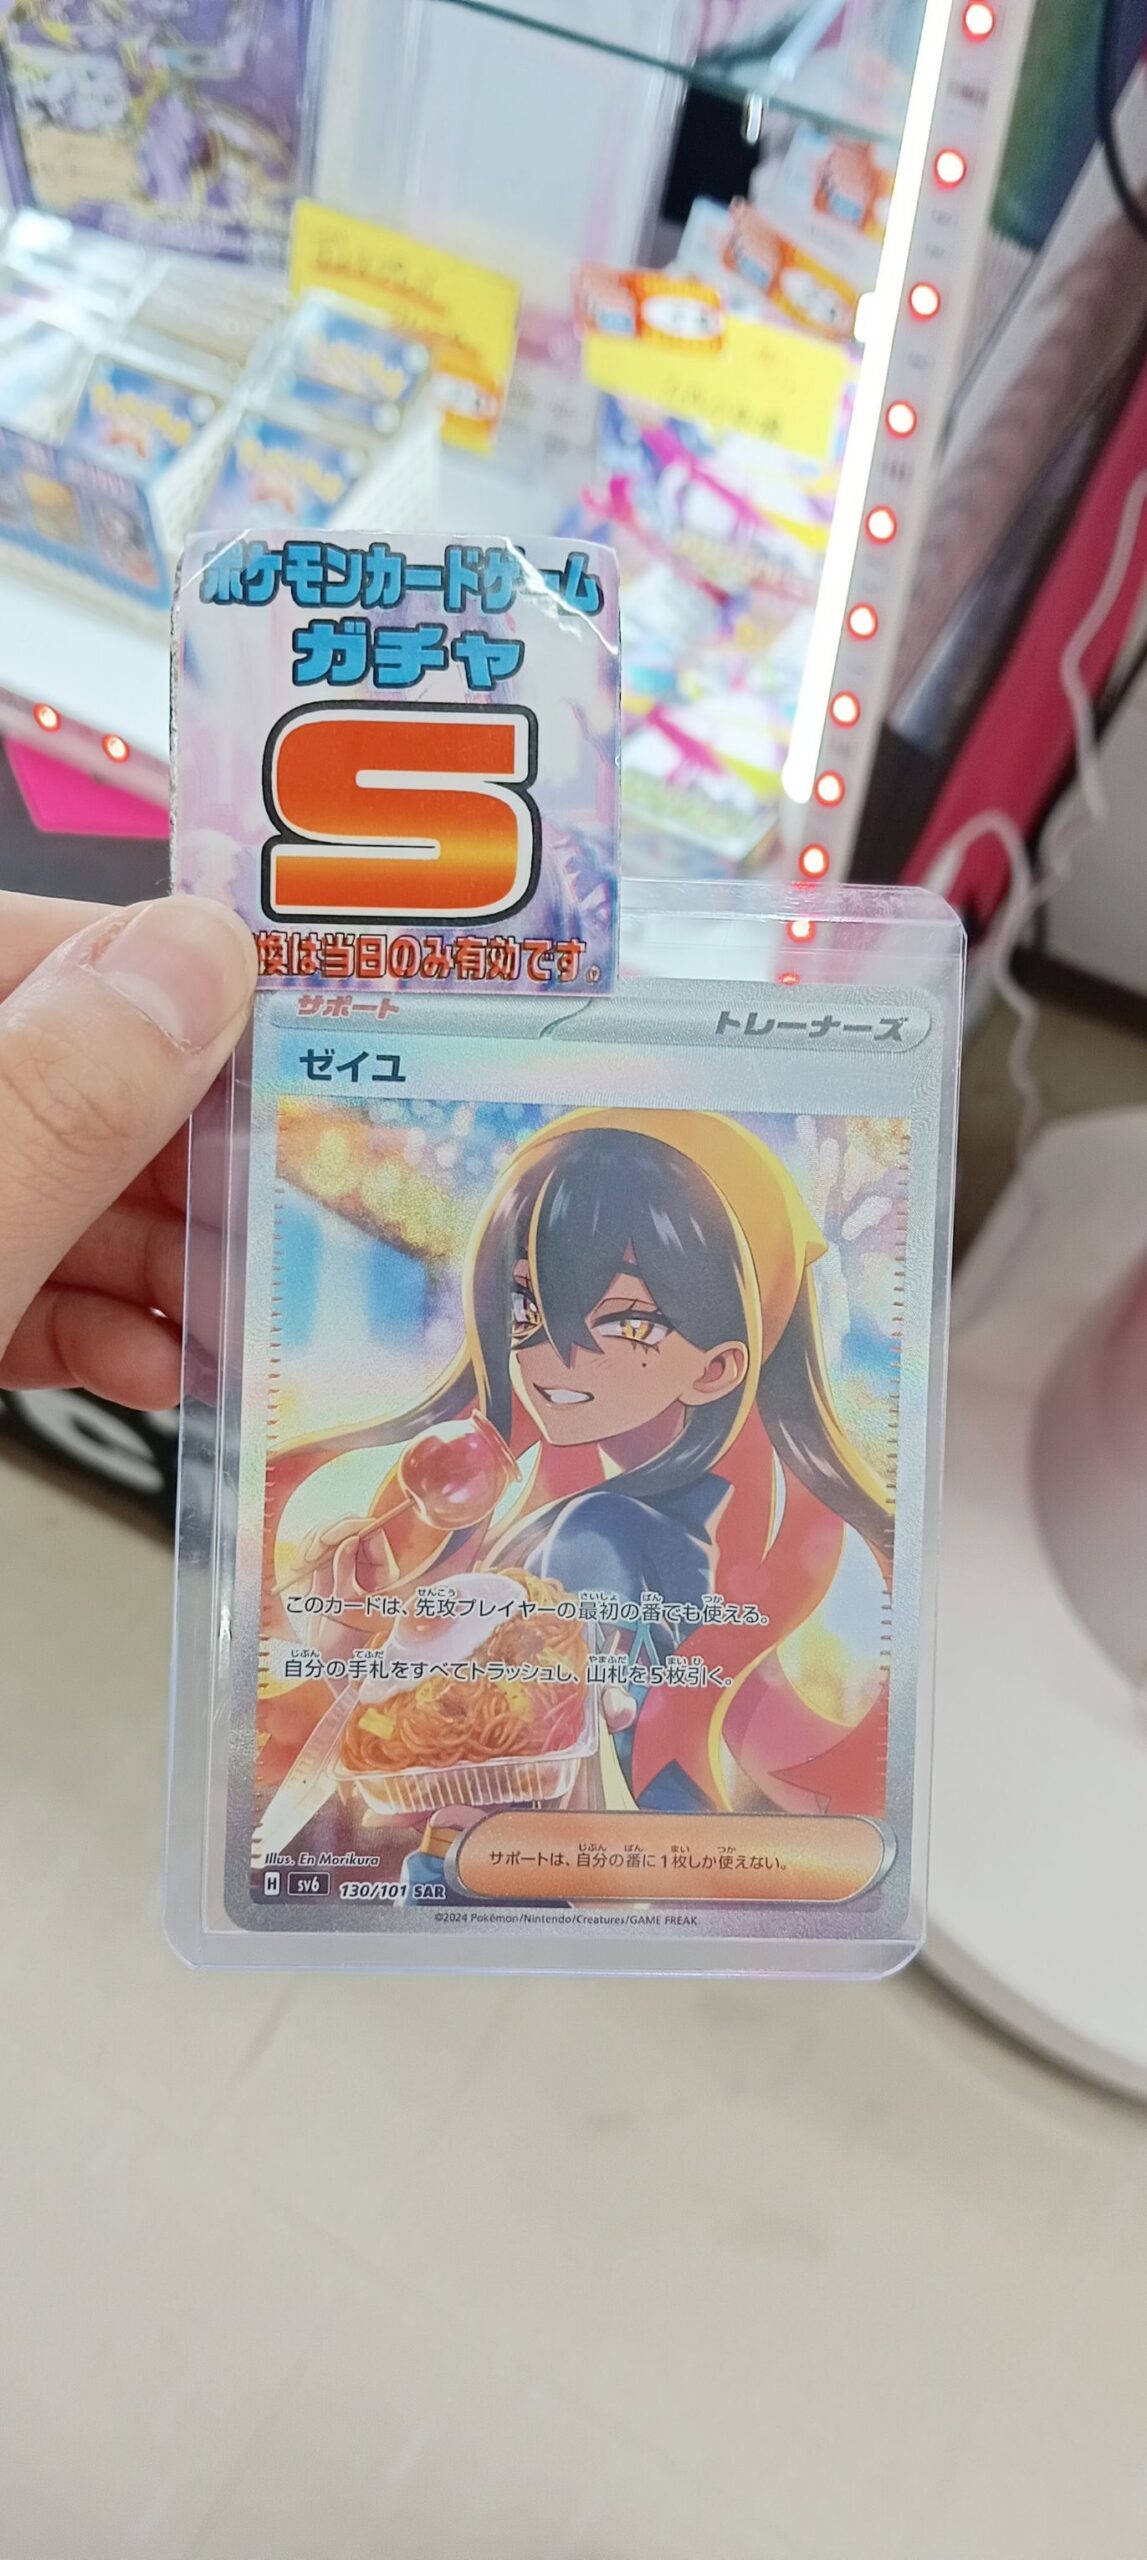 ポケモンカードゲーム
ガチャ
S
換は当日のみ有効です。
サポート
トレーナーズ
ゼイユ
このカードは、先攻プレイヤーの最初の番でも使える。
自分の手札をすべてトラッシュし、山札を5枚引く。
サポートは、自分の番に1枚しか使えない。
Illus. En Morikura
H sv6 130/101 SAR
©2024 Pokémon/Nintendo/Creatures/GAME FREAK